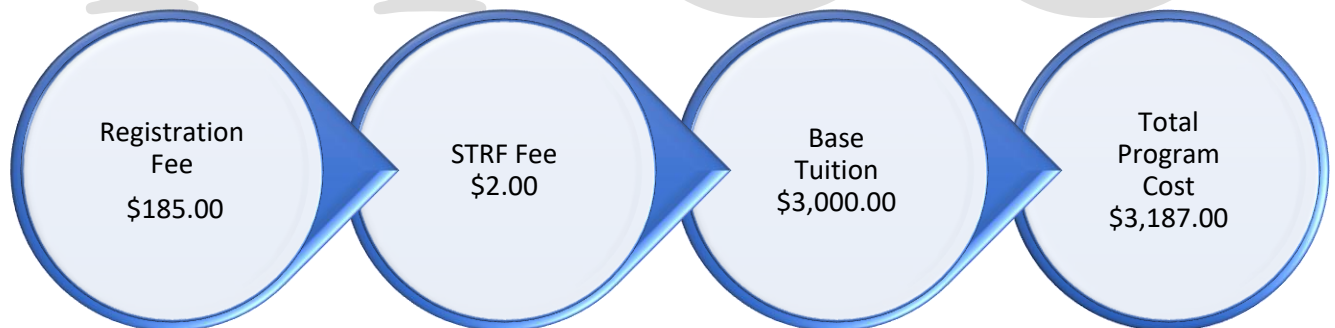 Registration
Fee
$185.00
STRF Fee
$2.00
Base
Tuition
$3,000.00
Total
Program
Cost
$3,187.00